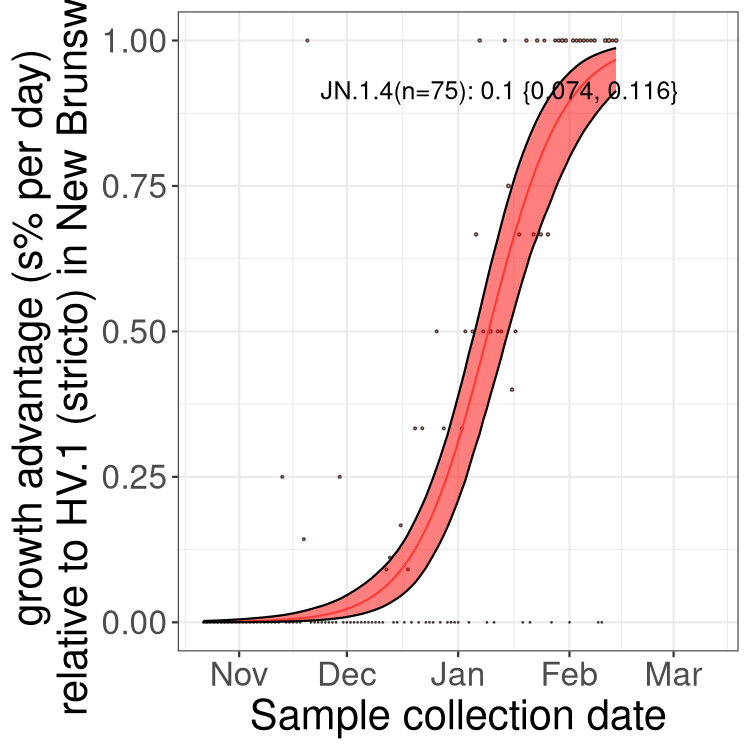 growth advantage (s% per day)
relative to HV.1 (stricto) in New Brunsw
1.00
0.75
0.50
0.25
0.00
JN.1.4(n=75): 0.1 {0.074, 0.116}
Nov Dec Jan Feb Mar
Sample collection date